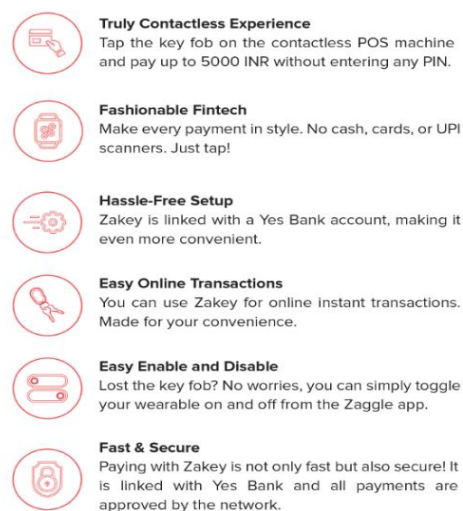 Truly Contactless Experience
Tap the key fob on the contactless POS machine
and pay up to 5000 INR without entering any PIN.
Fashionable Fintech
Make every payment in style. No cash, cards, or UPI
scanners. Just tap!
Hassle-Free Setup
Zakey is linked with a Yes Bank account, making it
even more convenient.
Easy Online Transactions
You can use Zakey for online instant transactions.
Made for your convenience.
Easy Enable and Disable
Lost the key fob? No worries, you can simply toggle
your wearable on and off from the Zaggle app.
Fast & Secure
Paying with Zakey is not only fast but also secure! It
is linked with Yes Bank and all payments are
approved by the network.